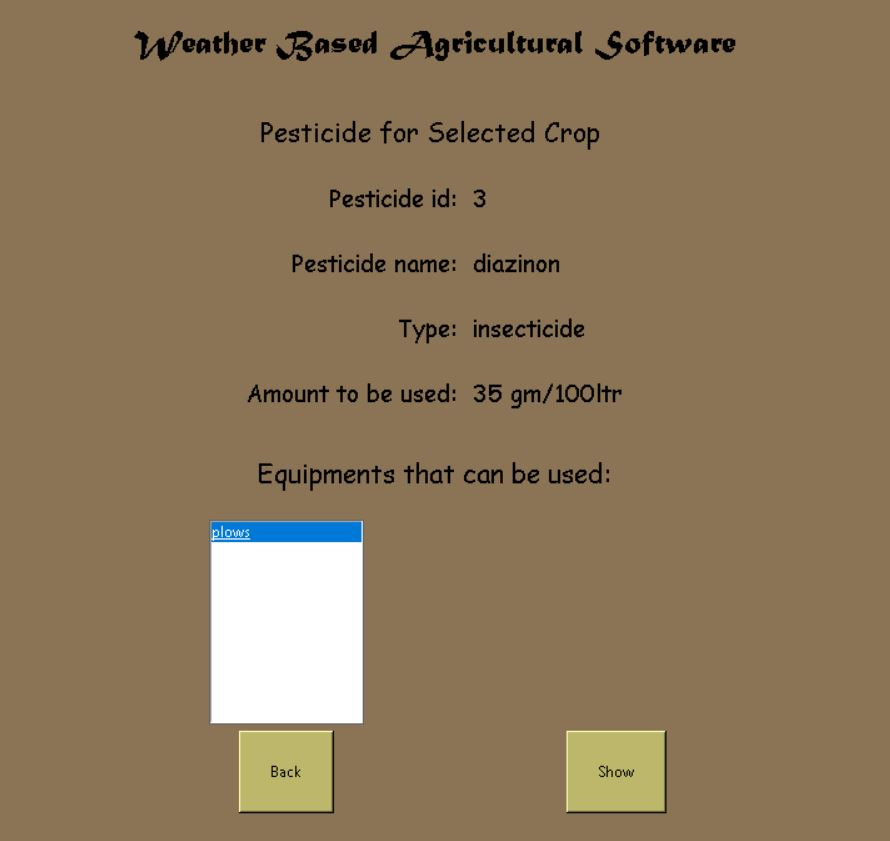 Weather Based Agricultural Software
Pesticide for Selected Crop
Pesticide id: 3
Pesticide name: diazinon
Type: insecticide
Amount to be used: 35 gm/100ltr
Equipments that can be used:
plows
Back Show